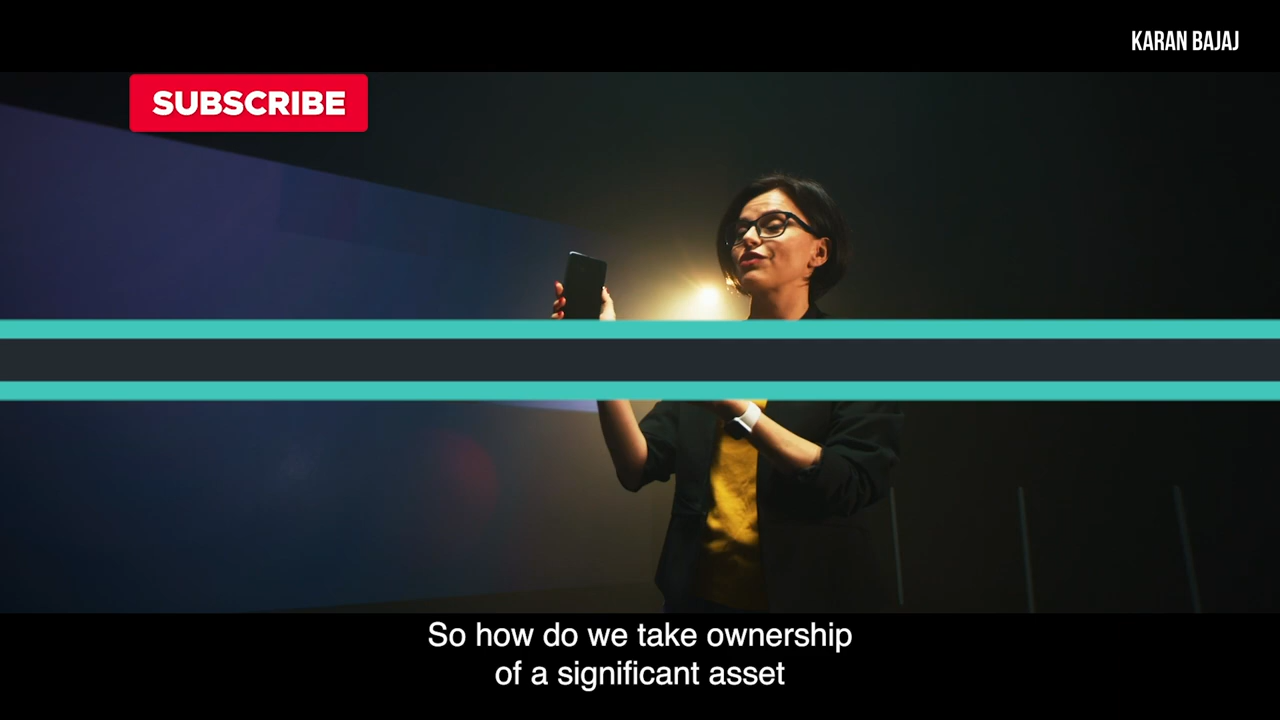 KARAN BAJAJ
SUBSCRIBE
So how do we take ownership
of a significant asset